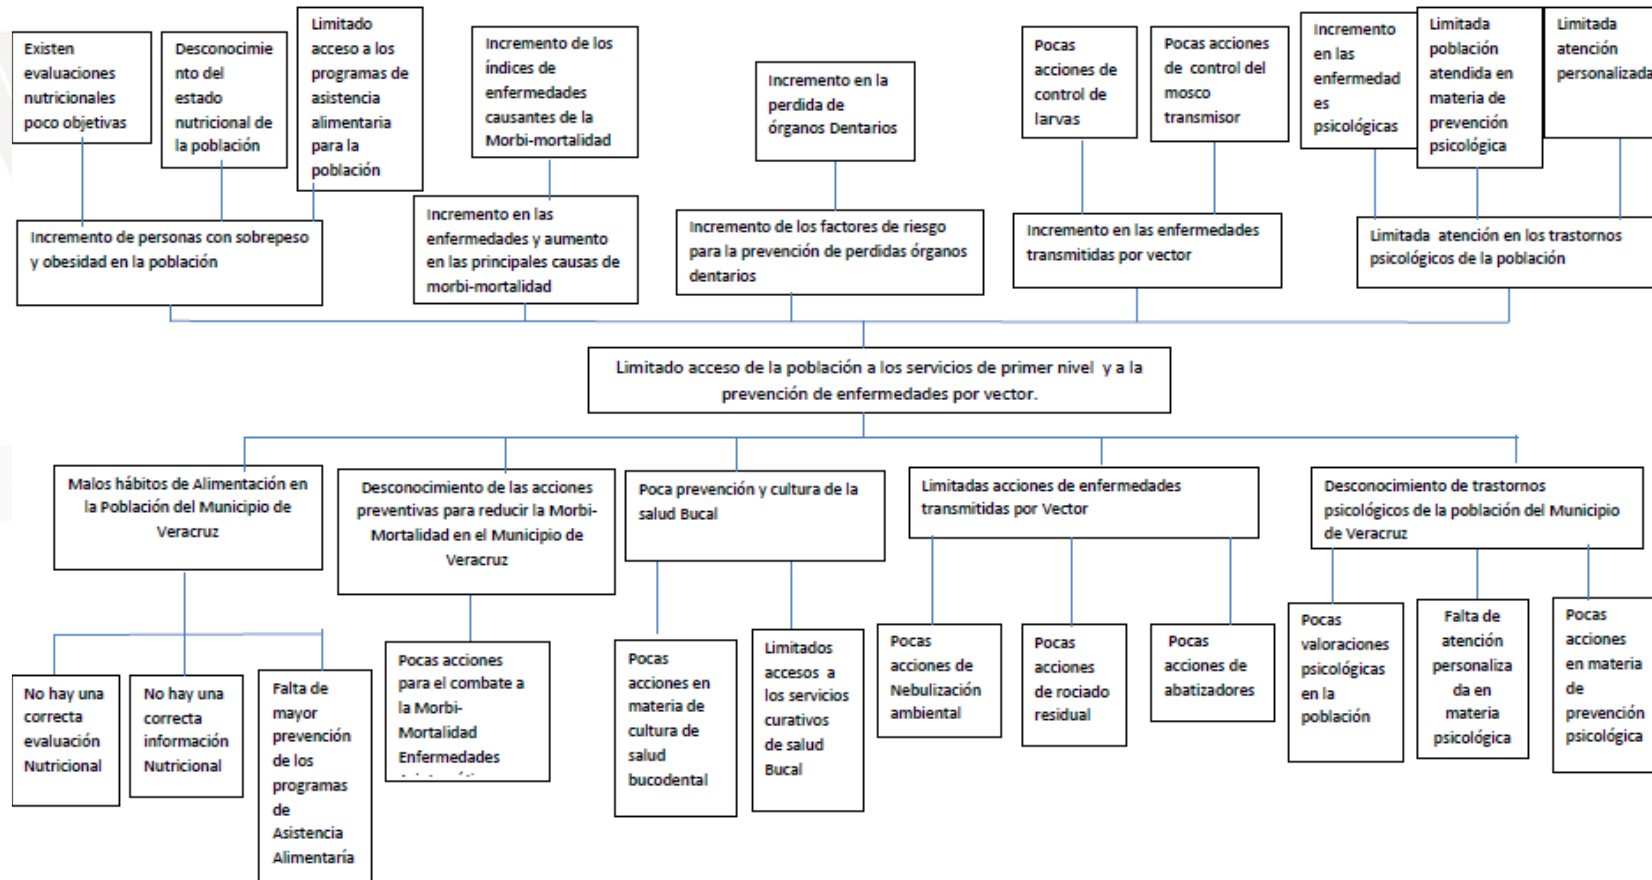 Existen
evaluaciones
nutricionales
poco objetivas
Desconocimie
nto del
estado
nutricional de
la población
Limitado
acceso a los
programas de
asistencia
alimentaria
para la
población
Incremento de los
índices de
enfermedades
causantes de la
Morbi-mortalidad
Incremento en la
perdida de
órganos Dentarios
Pocas
acciones de
control de
larvas
Pocas acciones
de control del
mosco
transmisor
Incremento
en las
enfermedad
es
psicológicas
Limitada
población
atendida en
materia de
prevención
psicológica
Limitada
atención
personalizada
Incremento de personas con sobrepeso
y obesidad en la población
Incremento en las
enfermedades y aumento
en las principales causas de
morbi-mortalidad
Incremento de los factores de riesgo
para la prevención de perdidas órganos
dentarios
Incremento en las enfermedades
transmitidas por vector
Limitada atención en los trastornos
psicológicos de la población
Limitado acceso de la población a los servicios de primer nivel y a la
prevención de enfermedades por vector.
Malos hábitos de Alimentación en
la Población del Municipio de
Veracruz
Desconocimiento de las acciones
preventivas para reducir la Morbi-
Mortalidad en el Municipio de
Veracruz
Poca prevención y cultura de la
salud Bucal
Limitadas acciones de enfermedades
transmitidas por Vector
Desconocimiento de trastornos
psicológicos de la población del Municipio
de Veracruz
No hay una
correcta
evaluación
Nutricional
No hay una
correcta
información
Nutricional
Falta de
mayor
prevención
de los
programas
de
Asistencia
Alimentaría
Pocas acciones
para el combate a
la Morbi-
Mortalidad
Enfermedades
Pocas
acciones en
materia de
cultura de
salud
bucodental
Limitados
accesos a
los servicios
curativos
de salud
Bucal
Pocas
acciones de
Nebulización
ambiental
Pocas
acciones
de rociado
residual
Pocas
acciones de
abatizadores
Pocas
valoraciones
psicológicas
en la
población
Falta de
atención
personaliza
da en
materia
psicológica
Pocas
acciones
en materia
de
prevención
psicológica